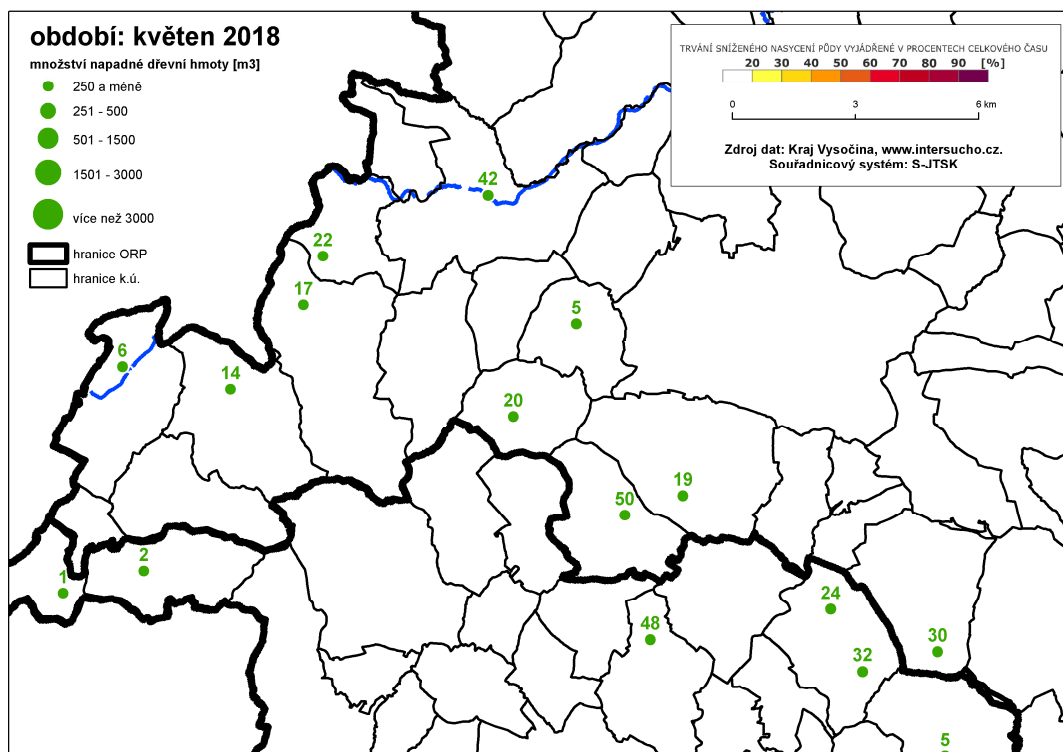 období: květen 2018
množství napadné dřevní hmoty [m3]
250 a méně
251 - 500
501 - 1500
1501 - 3000
více než 3000
hranicc ORP
hranice k.ú.
TRVÁNÍ SNÍŽENÉHO NASYCENÍ PŮDY VYJÁDŘENÉ V PROCENTECH CELKOVÉHO ČASU
20 30 40 50 60 70 80 90 [%]
0 3 6 km
Zdroj dat: Kraj Vysočina, www.intersucho.cz.
Souřadnicový systém: S-JTSK
42
22
17
5
6
14
20
19
50
2
1
24
48
30
32
5